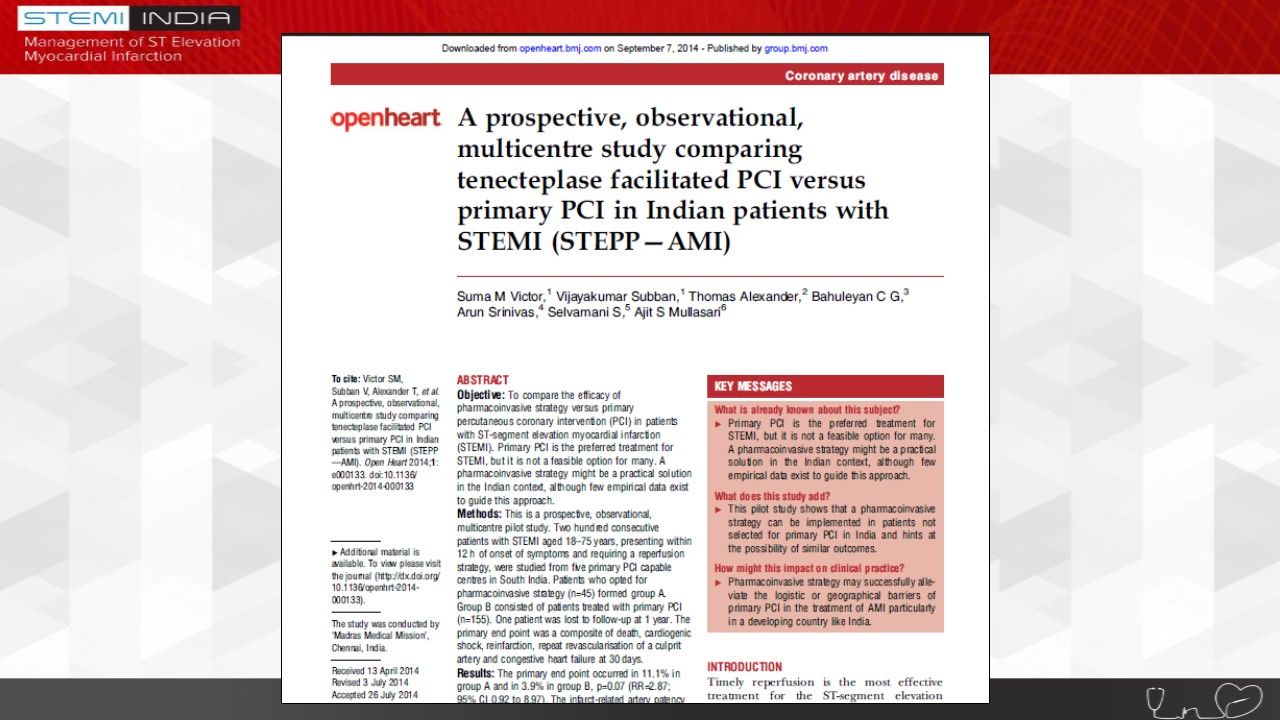 STEMI INDIA
Management of ST Elevation
Myocardial Infarction
Downloaded from openheart.bmj.com on September 7, 2014 - Published by group.bmj.com
Coronary artery disease
openheart
A prospective, observational,
multicentre study comparing
tenecteplase facilitated PCI versus
primary PCI in Indian patients with
STEMI (STEPP—AMI)
Suma M Victor,1 Vijayakumar Subban,1 Thomas Alexander,2 Bahuleyan C G,3
Arun Srinivas,4 Selvamani S,5 Ajit S Mullasari6
To cite: Victor SM,
Subban V, Alexander T, et al.
A prospective, observational,
multicentre study comparing
tenecteplase facilitated PCI
versus primary PCI in Indian
patients with STEMI (STEPP
—AMI). Open Heart 2014;1:
e000133. doi:10.1136/
openhrt-2014-000133
► Additional material is
available. To view please visit
the journal (http://dx.doi.org/
10.1136/openhrt-2014-
000133).
The study was conducted by
'Madras Medical Mission',
Chennai, India.
Received 13 April 2014
Revised 3 July 2014
Accepted 26 July 2014
ABSTRACT
Objective: To compare the efficacy of
pharmacoinvasive strategy versus primary
percutaneous coronary intervention (PCI) in patients
with ST-segment elevation myocardial infarction
(STEMI). Primary PCI is the preferred treatment for
STEMI, but it is not a feasible option for many. A
pharmacoinvasive strategy might be a practical solution
in the Indian context, although few empirical data exist
to guide this approach.
Methods: This is a prospective, observational,
multicentre pilot study. Two hundred consecutive
patients with STEMI aged 18–75 years, presenting within
12 h of onset of symptoms and requiring a reperfusion
strategy, were studied from five primary PCI capable
centres in South India. Patients who opted for
pharmacoinvasive strategy (n=45) formed group A.
Group B consisted of patients treated with primary PCI
(n=155). One patient was lost to follow-up at 1 year. The
primary end point was a composite of death, cardiogenic
shock, reinfarction, repeat revascularisation of a culprit
artery and congestive heart failure at 30 days.
Results: The primary end point occurred in 11.1% in
group A and in 3.9% in group B, p=0.07 (RR=2.87;
95% CI 0.92 to 8.97). The infarct-related artery patency
KEY MESSAGES
What is already known about this subject?
► Primary PCI is the preferred treatment for
STEMI, but it is not a feasible option for many.
A pharmacoinvasive strategy might be a practical
solution in the Indian context, although few
empirical data exist to guide this approach.
What does this study add?
► This pilot study shows that a pharmacoinvasive
strategy can be implemented in patients not
selected for primary PCI in India and hints at
the possibility of similar outcomes.
How might this impact on clinical practice?
► Pharmacoinvasive strategy may successfully alle-
viate the logistic or geographical barriers of
primary PCI in the treatment of AMI particularly
in a developing country like India.
INTRODUCTION
Timely reperfusion is the most effective
treatment for the ST-segment elevation